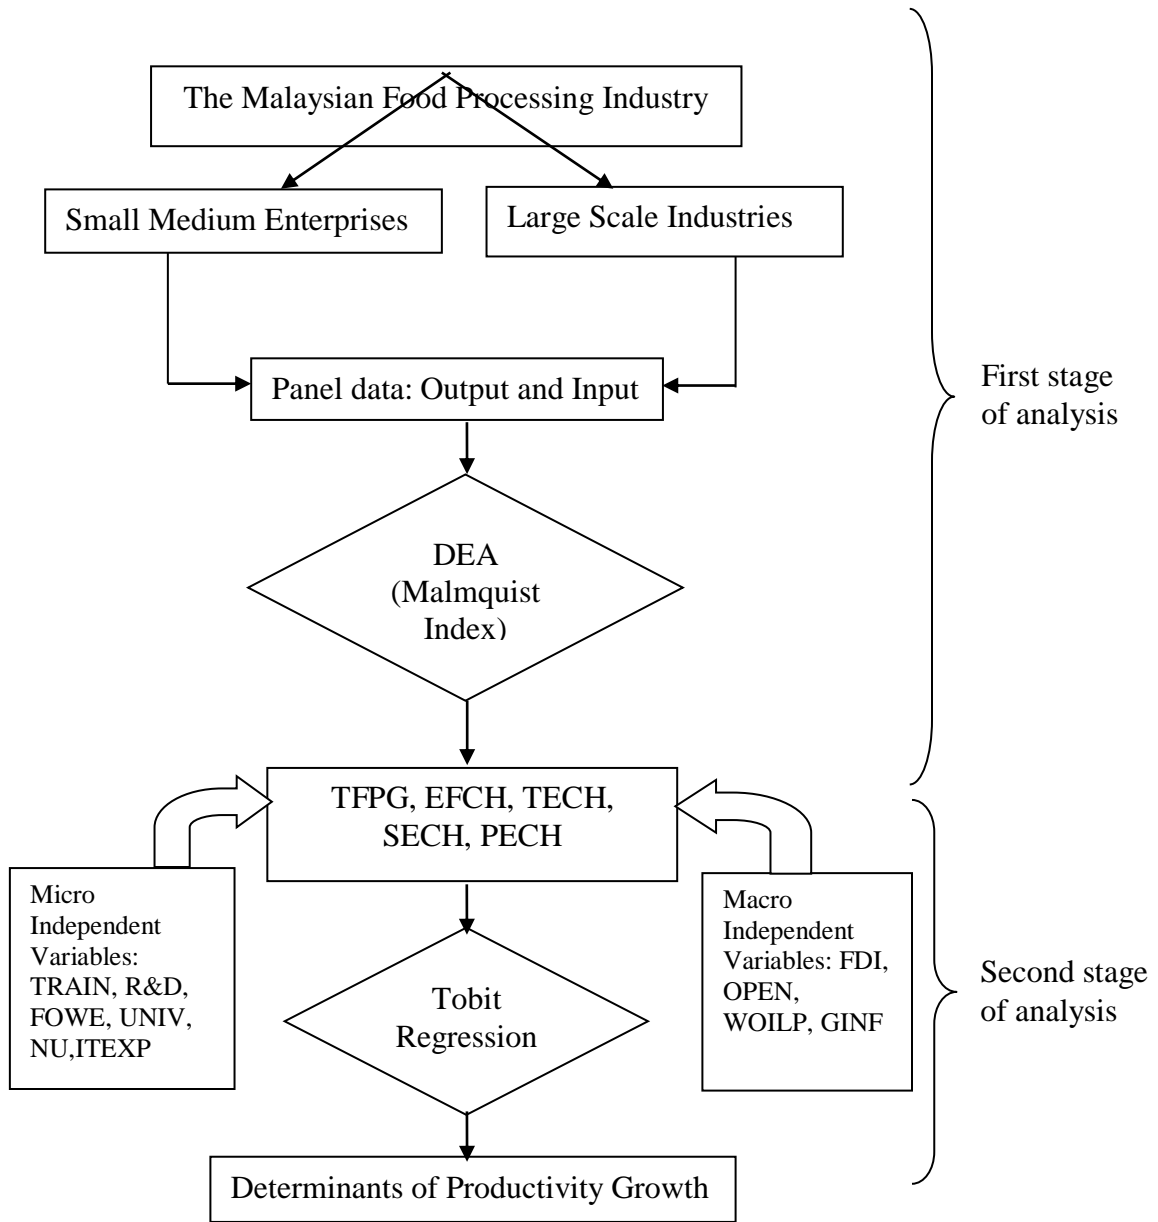 The Malaysian Food Processing Industry
Small Medium Enterprises
Large Scale Industries
Panel data: Output and Input
First stage
of analysis
DEA
(Malmquist
Index)
TFPG, EFCH, TECH,
SECH, PECH
Micro
Independent
Variables:
TRAIN, R&D,
FOWE, UNIV,
NU,ITEXP
Macro
Independent
Variables: FDI,
OPEN,
WOILP, GINF
Tobit
Regression
Second stage
of analysis
Determinants of Productivity Growth